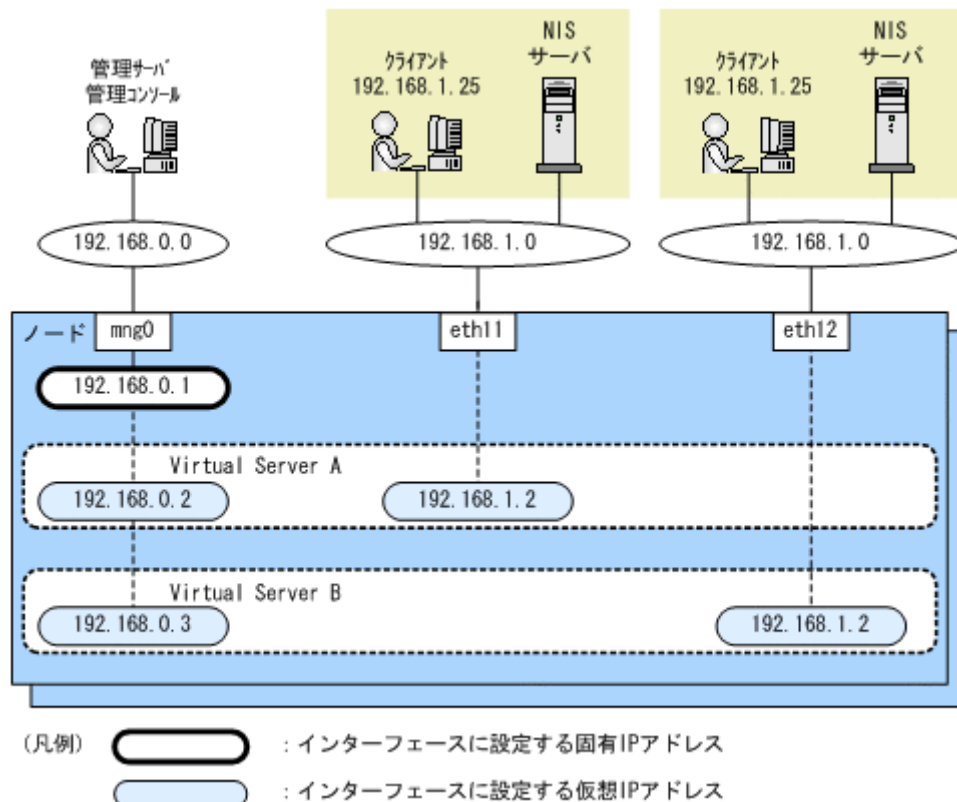 管理サーバ
管理コンソール
クライアント
192.168.1.25
NIS
サーバ
クライアント
192.168.1.25
NIS
サーバ
192.168.0.0
192.168.1.0
192.168.1.0
ノード
mng0
eth11
eth12
192.168.0.1
Virtual Server A
192.168.0.2
192.168.1.2
Virtual Server B
192.168.0.3
192.168.1.2
(凡例)
:インターフェースに設定する固有IPアドレス
:インターフェースに設定する仮想IPアドレス